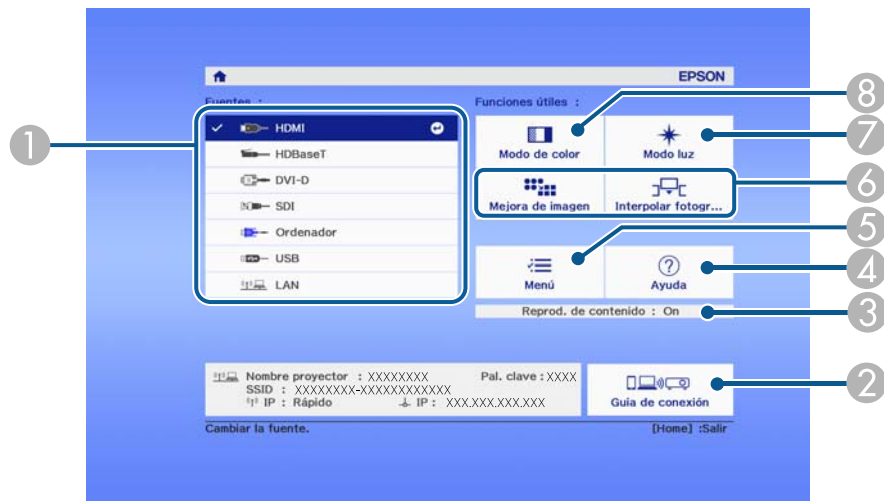 EPSON
Fuentes :
Funciones útiles :
HDMI
HDBaseT
DVI-D
SDI
Ordenador
USB
LAN
Modo de color
Modo luz
Mejora de imagen
Interpolar fotogr...
Menú
Ayuda
Reprod. de contenido : On
Nombre proyector : XXXXXXXX
Pal. clave : XXXX
SSID : XXXXXXXX-XXXXXXXXXXXX
IP : Rápido
IP : XXX.XXX.XXX.XXX
Guía de conexión
Cambiar la fuente.
[Home] :Salir
1
8
7
6
5
4
3
2